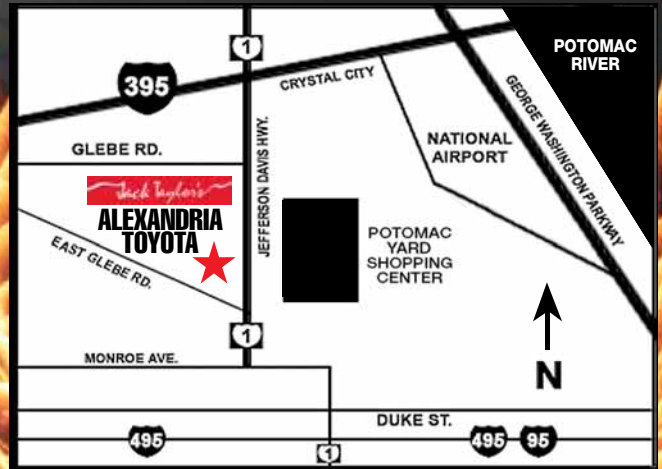 1
POTOMAC
RIVER
395
CRYSTAL CITY
GEORGE WASHINGTON PARKWAY
NATIONAL
AIRPORT
GLEBE RD.
JEFFERSON DAVIS HWY.
Jack Taylor's
ALEXANDRIA
TOYOTA
EAST GLEBE RD.
POTOMAC
YARD
SHOPPING
CENTER
1
MONROE AVE.
N
DUKE ST.
495
1
495
95